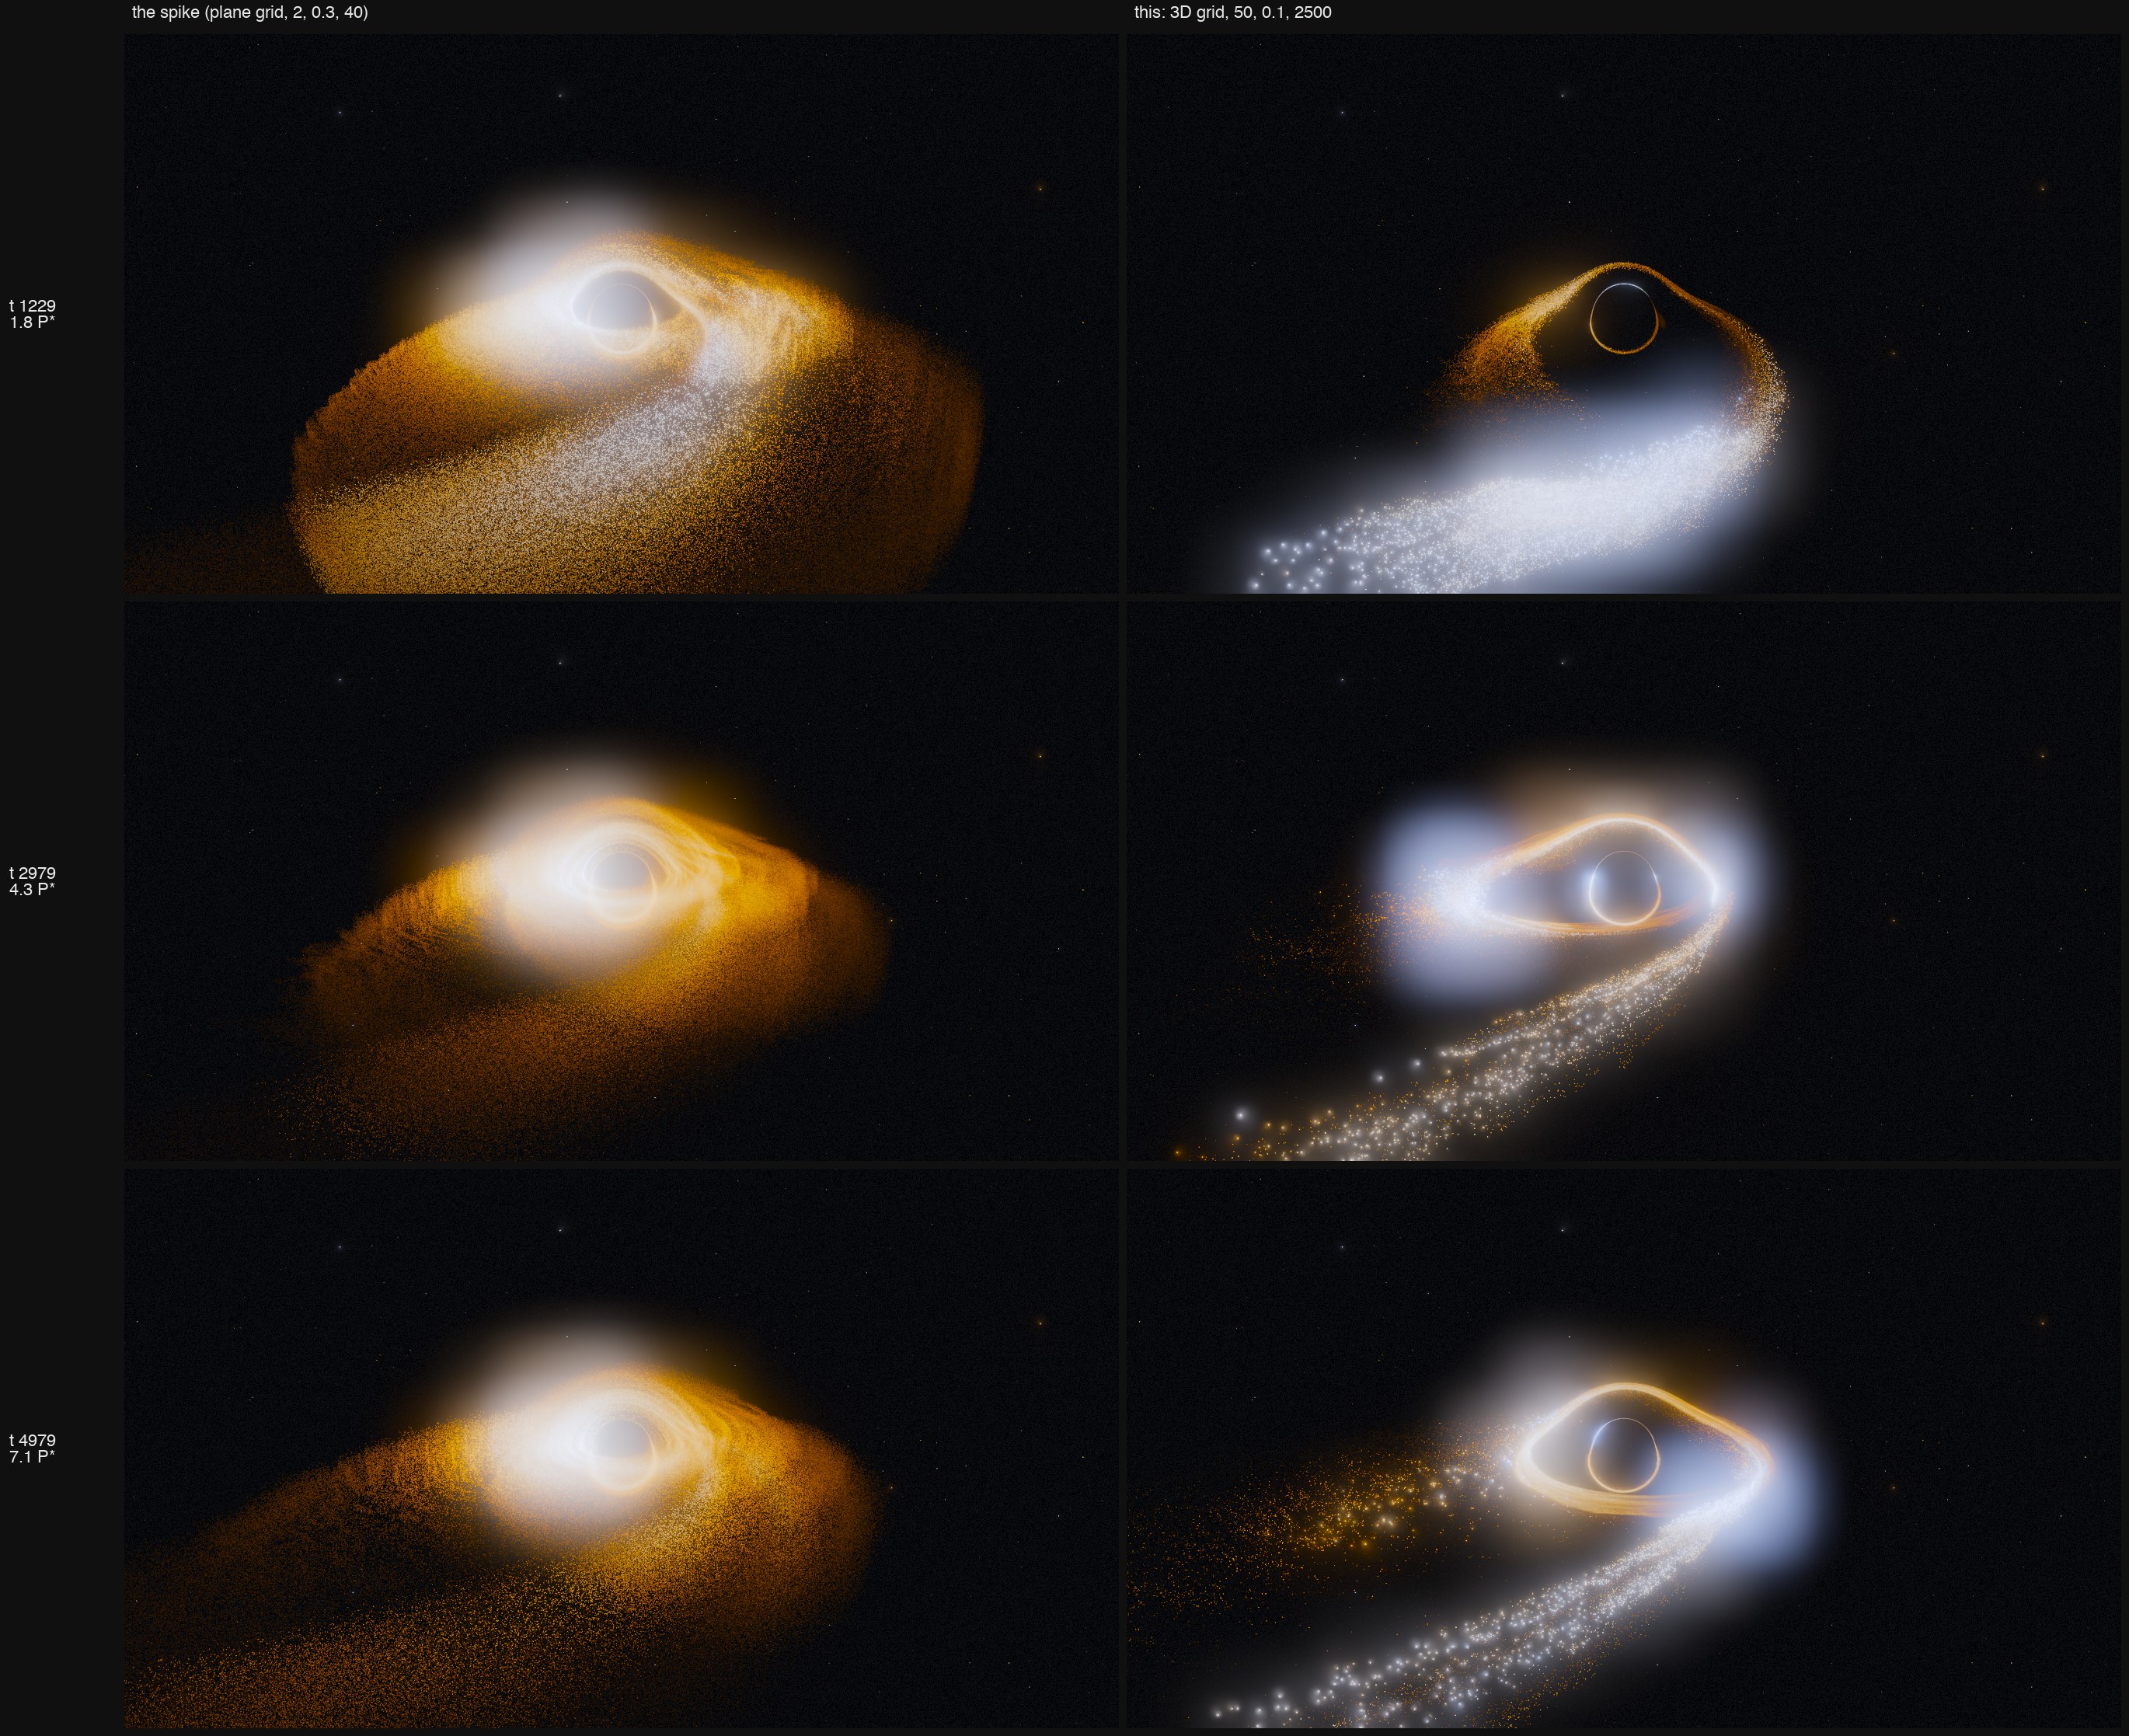 the spike (plane grid, 2, 0.3, 40)
this: 3D grid, 50, 0.1, 2500
t 1229
1.8 P*
t 2979
4.3 P*
t 4979
7.1 P*